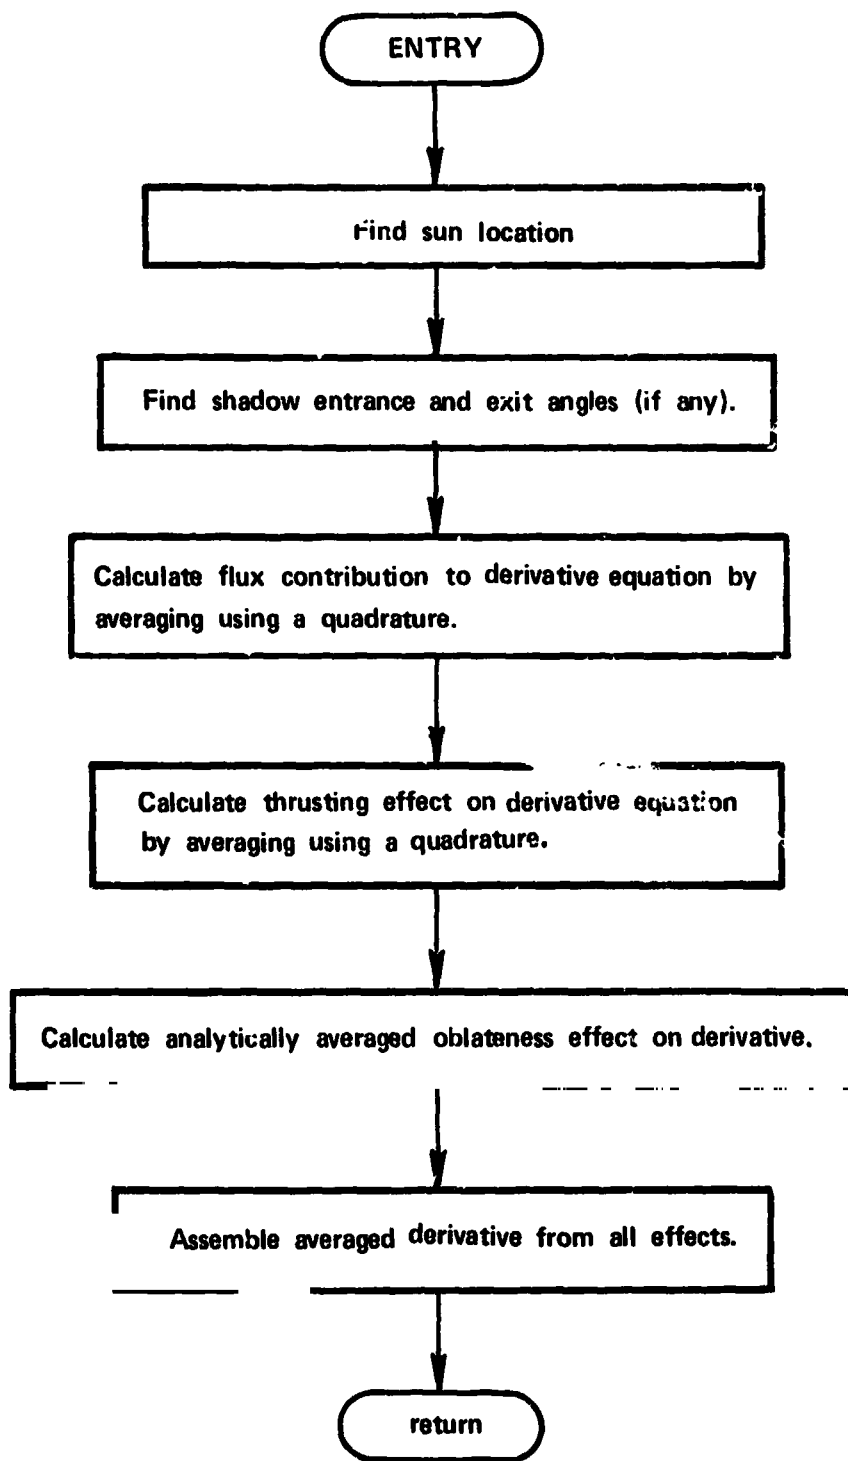 ENTRY
Find sun location
Find shadow entrance and exit angles (if any).
Calculate flux contribution to derivative equation by
averaging using a quadrature.
Calculate thrusting effect on derivative equation
by averaging using a quadrature.
Calculate analytically averaged oblateness effect on derivative.
Assemble averaged derivative from all effects.
return